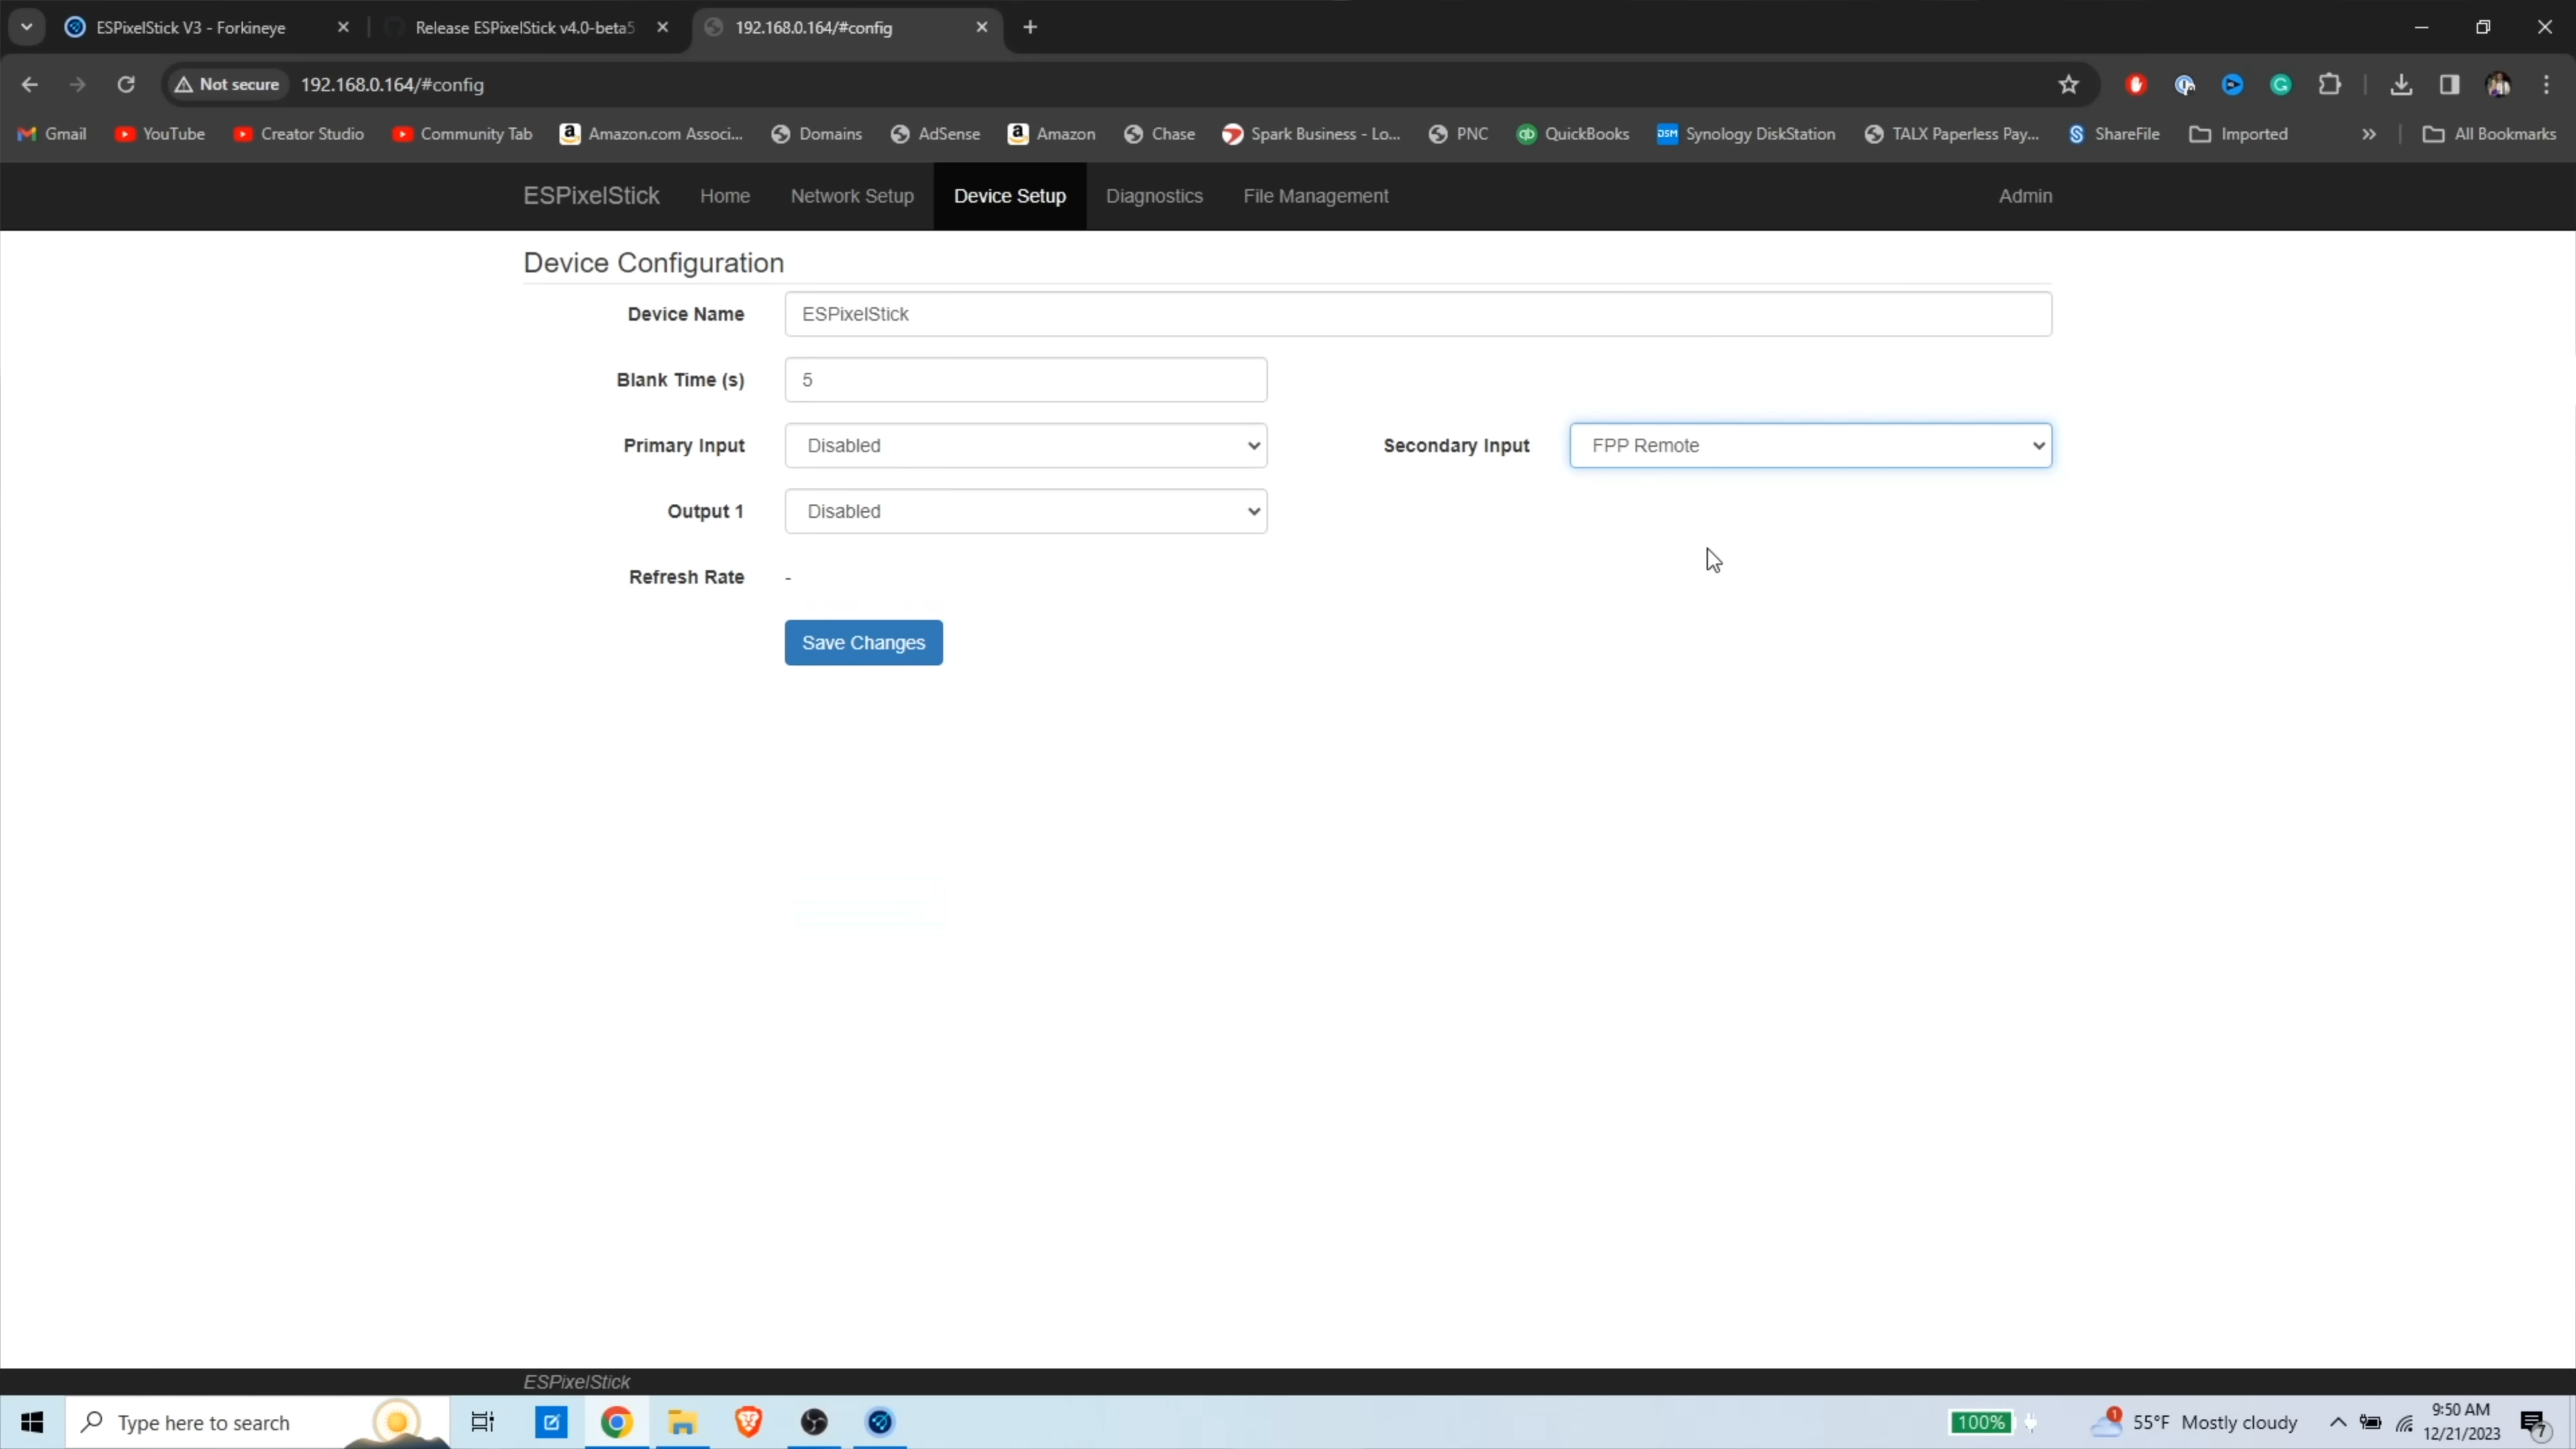 ESPixelStick V3 - Forkineye
Release ESPixelStick v4.0-beta5
192.168.0.164/#config
Not secure
192.168.0.164/#config
Gmail
YouTube
Creator Studio
Community Tab
Amazon.com Associ...
Domains
AdSense
Amazon
Chase
Spark Business - Lo...
PNC
QuickBooks
DSM
Synology DiskStation
TALX Paperless Pay...
ShareFile
Imported
All Bookmarks
ESPixelStick
Home
Network Setup
Device Setup
Diagnostics
File Management
Admin
Device Configuration
Device Name
ESPixelStick
Blank Time (s)
5
Primary Input
Disabled
Secondary Input
FPP Remote
Output 1
Disabled
Refresh Rate
-
Save Changes
ESPixelStick
Type here to search
100%
1
55°F Mostly cloudy
9:50 AM
12/21/2023
7